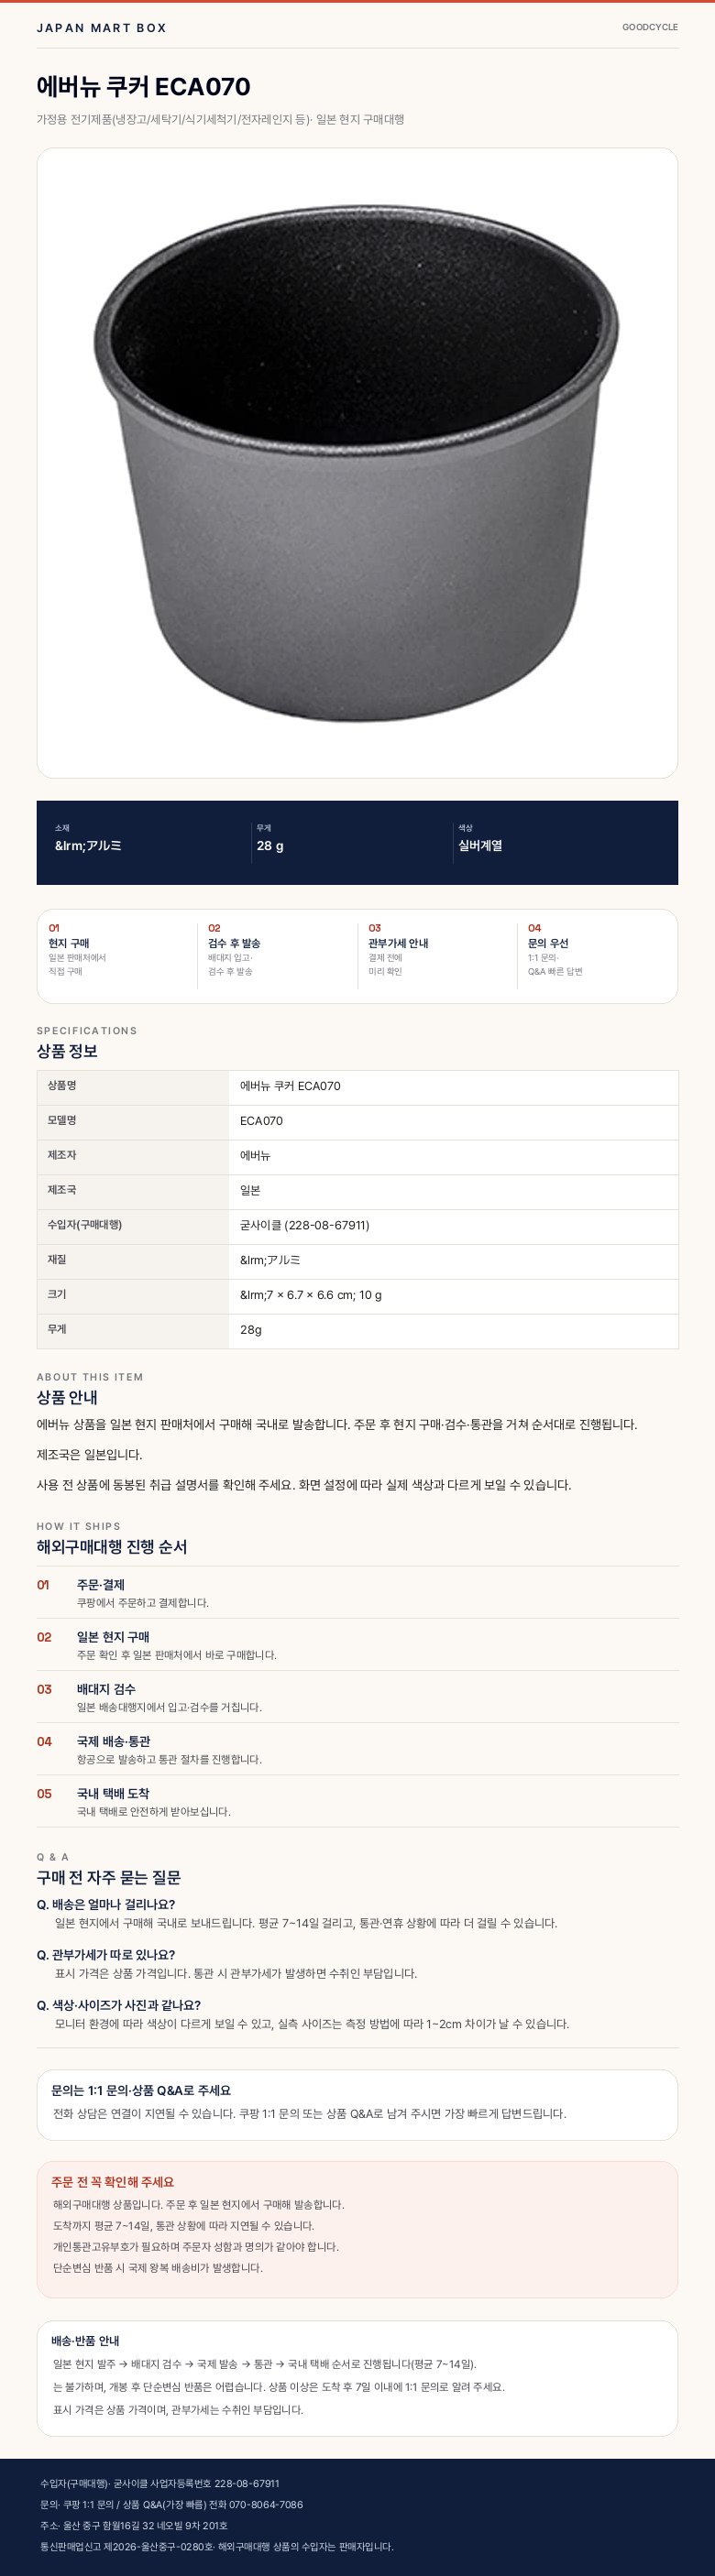 JAPAN MART BOX
GOODCYCLE
에버뉴 쿠커 ECA070
가정용 전기제품(냉장고/세탁기/식기세척기/전자레인지 등)· 일본 현지 구매대행
소재
&lrm;アルミ
무게
28 g
색상
실버계열
01
현지 구매
일본 판매처에서
직접 구매
02
검수 후 발송
배대지 입고·
검수 후 발송
03
관부가세 안내
결제 전에
미리 확인
04
문의 우선
1:1 문의·
Q&A 빠른 답변
SPECIFICATIONS
상품 정보
상품명 에버뉴 쿠커 ECA070
모델명 ECA070
제조자 에버뉴
제조국 일본
수입자(구매대행) 굳사이클 (228-08-67911)
재질 &lrm;アルミ
크기 &lrm;7 × 6.7 × 6.6 cm; 10 g
무게 28g
ABOUT THIS ITEM
상품 안내
에버뉴 상품을 일본 현지 판매처에서 구매해 국내로 발송합니다. 주문 후 현지 구매·검수·통관을 거쳐 순서대로 진행됩니다.
제조국은 일본입니다.
사용 전 상품에 동봉된 취급 설명서를 확인해 주세요. 화면 설정에 따라 실제 색상과 다르게 보일 수 있습니다.
HOW IT SHIPS
해외구매대행 진행 순서
01 주문·결제
쿠팡에서 주문하고 결제합니다.
02 일본 현지 구매
주문 확인 후 일본 판매처에서 바로 구매합니다.
03 배대지 검수
일본 배송대행지에서 입고·검수를 거칩니다.
04 국제 배송·통관
항공으로 발송하고 통관 절차를 진행합니다.
05 국내 택배 도착
국내 택배로 안전하게 받아보십니다.
Q & A
구매 전 자주 묻는 질문
Q. 배송은 얼마나 걸리나요?
일본 현지에서 구매해 국내로 보내드립니다. 평균 7~14일 걸리고, 통관·연휴 상황에 따라 더 걸릴 수 있습니다.
Q. 관부가세가 따로 있나요?
표시 가격은 상품 가격입니다. 통관 시 관부가세가 발생하면 수취인 부담입니다.
Q. 색상·사이즈가 사진과 같나요?
모니터 환경에 따라 색상이 다르게 보일 수 있고, 실측 사이즈는 측정 방법에 따라 1~2cm 차이가 날 수 있습니다.
문의는 1:1 문의·상품 Q&A로 주세요
전화 상담은 연결이 지연될 수 있습니다. 쿠팡 1:1 문의 또는 상품 Q&A로 남겨 주시면 가장 빠르게 답변드립니다.
주문 전 꼭 확인해 주세요
해외구매대행 상품입니다. 주문 후 일본 현지에서 구매해 발송합니다.
도착까지 평균 7~14일, 통관 상황에 따라 지연될 수 있습니다.
개인통관고유부호가 필요하며 주문자 성함과 명의가 같아야 합니다.
단순변심 반품 시 국제 왕복 배송비가 발생합니다.
배송·반품 안내
일본 현지 발주 → 배대지 검수 → 국제 발송 → 통관 → 국내 택배 순서로 진행됩니다(평균 7~14일).
는 불가하며, 개봉 후 단순변심 반품은 어렵습니다. 상품 이상은 도착 후 7일 이내에 1:1 문의로 알려 주세요.
표시 가격은 상품 가격이며, 관부가세는 수취인 부담입니다.
수입자(구매대행)· 굳사이클 사업자등록번호 228-08-67911
문의· 쿠팡 1:1 문의 / 상품 Q&A(가장 빠름) 전화 070-8064-7086
주소· 울산 중구 함월16길 32 네오빌 9차 201호
통신판매업신고 제2026-울산중구-0280호· 해외구매대행 상품의 수입자는 판매자입니다.